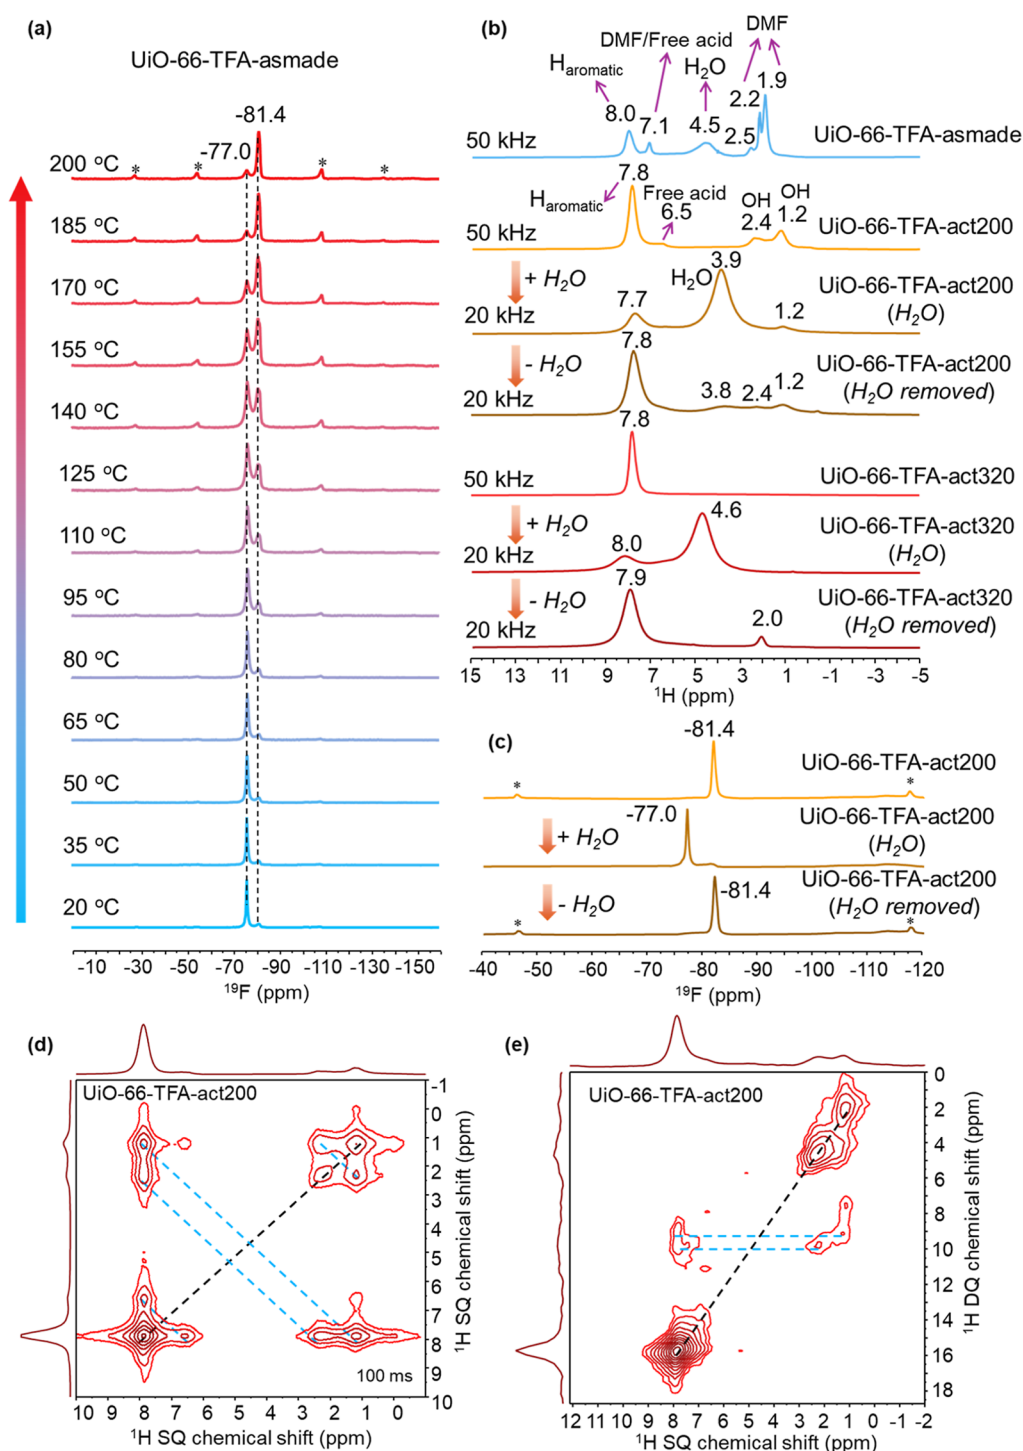 (a)
UiO-66-TFA-asmade
-81.4
-77.0
200 °C
* * * *
185 °C
170 °C
155 °C
140 °C
125 °C
110 °C
95 °C
80 °C
65 °C
50 °C
35 °C
20 °C
-10 -30 -50 -70 -90 -110 -130 -150
¹⁹F (ppm)
(b)
DMF
DMF/Free acid
H₂O
Haromatic
8.0 7.1 4.5 2.5 2.2 1.9
50 kHz
UiO-66-TFA-asmade
7.8
Haromatic
Free acid
6.5
OH
2.4
OH
1.2
50 kHz
UiO-66-TFA-act200
+ H₂O
H₂O
3.9
7.7
1.2
20 kHz
UiO-66-TFA-act200
(H₂O)
- H₂O
7.8
3.8 2.4 1.2
20 kHz
UiO-66-TFA-act200
(H₂O removed)
7.8
50 kHz
UiO-66-TFA-act320
+ H₂O
8.0
4.6
20 kHz
UiO-66-TFA-act320
(H₂O)
- H₂O
7.9
2.0
20 kHz
UiO-66-TFA-act320
(H₂O removed)
15 13 11 9 7 5 3 1 -1 -3 -5
¹H (ppm)
(c)
-81.4
* *
UiO-66-TFA-act200
+ H₂O
-77.0
UiO-66-TFA-act200
(H₂O)
- H₂O
-81.4
* *
UiO-66-TFA-act200
(H₂O removed)
-40 -50 -60 -70 -80 -90 -100 -110 -120
¹⁹F (ppm)
(d)
UiO-66-TFA-act200
100 ms
-1
0
1
2
3
4
5
6
7
8
9
10
¹H SQ chemical shift (ppm)
10 9 8 7 6 5 4 3 2 1 0
¹H SQ chemical shift (ppm)
(e)
UiO-66-TFA-act200
0
2
4
6
8
10
12
14
16
18
¹H DQ chemical shift (ppm)
12 11 10 9 8 7 6 5 4 3 2 1 0 -1 -2
¹H SQ chemical shift (ppm)